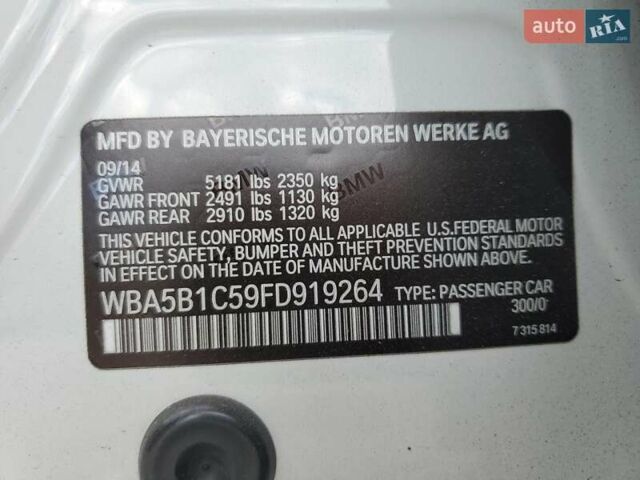 auto RIA
.com
MFD BY BAYERISCHE MOTOREN WERKE AG
09/14
GVWR 5181 lbs 2350 kg
GAWR FRONT 2491 lbs 1130 kg
GAWR REAR 2910 lbs 1320 kg
BMW
THIS VEHICLE CONFORMS TO ALL APPLICABLE U.S.FEDERAL MOTOR
VEHICLE SAFETY, BUMPER AND THEFT PREVENTION STANDARDS
IN EFFECT ON THE DATE OF MANUFACTURE SHOWN ABOVE.
WBA5B1C59FD919264 TYPE: PASSENGER CAR
300/0
7 315 814